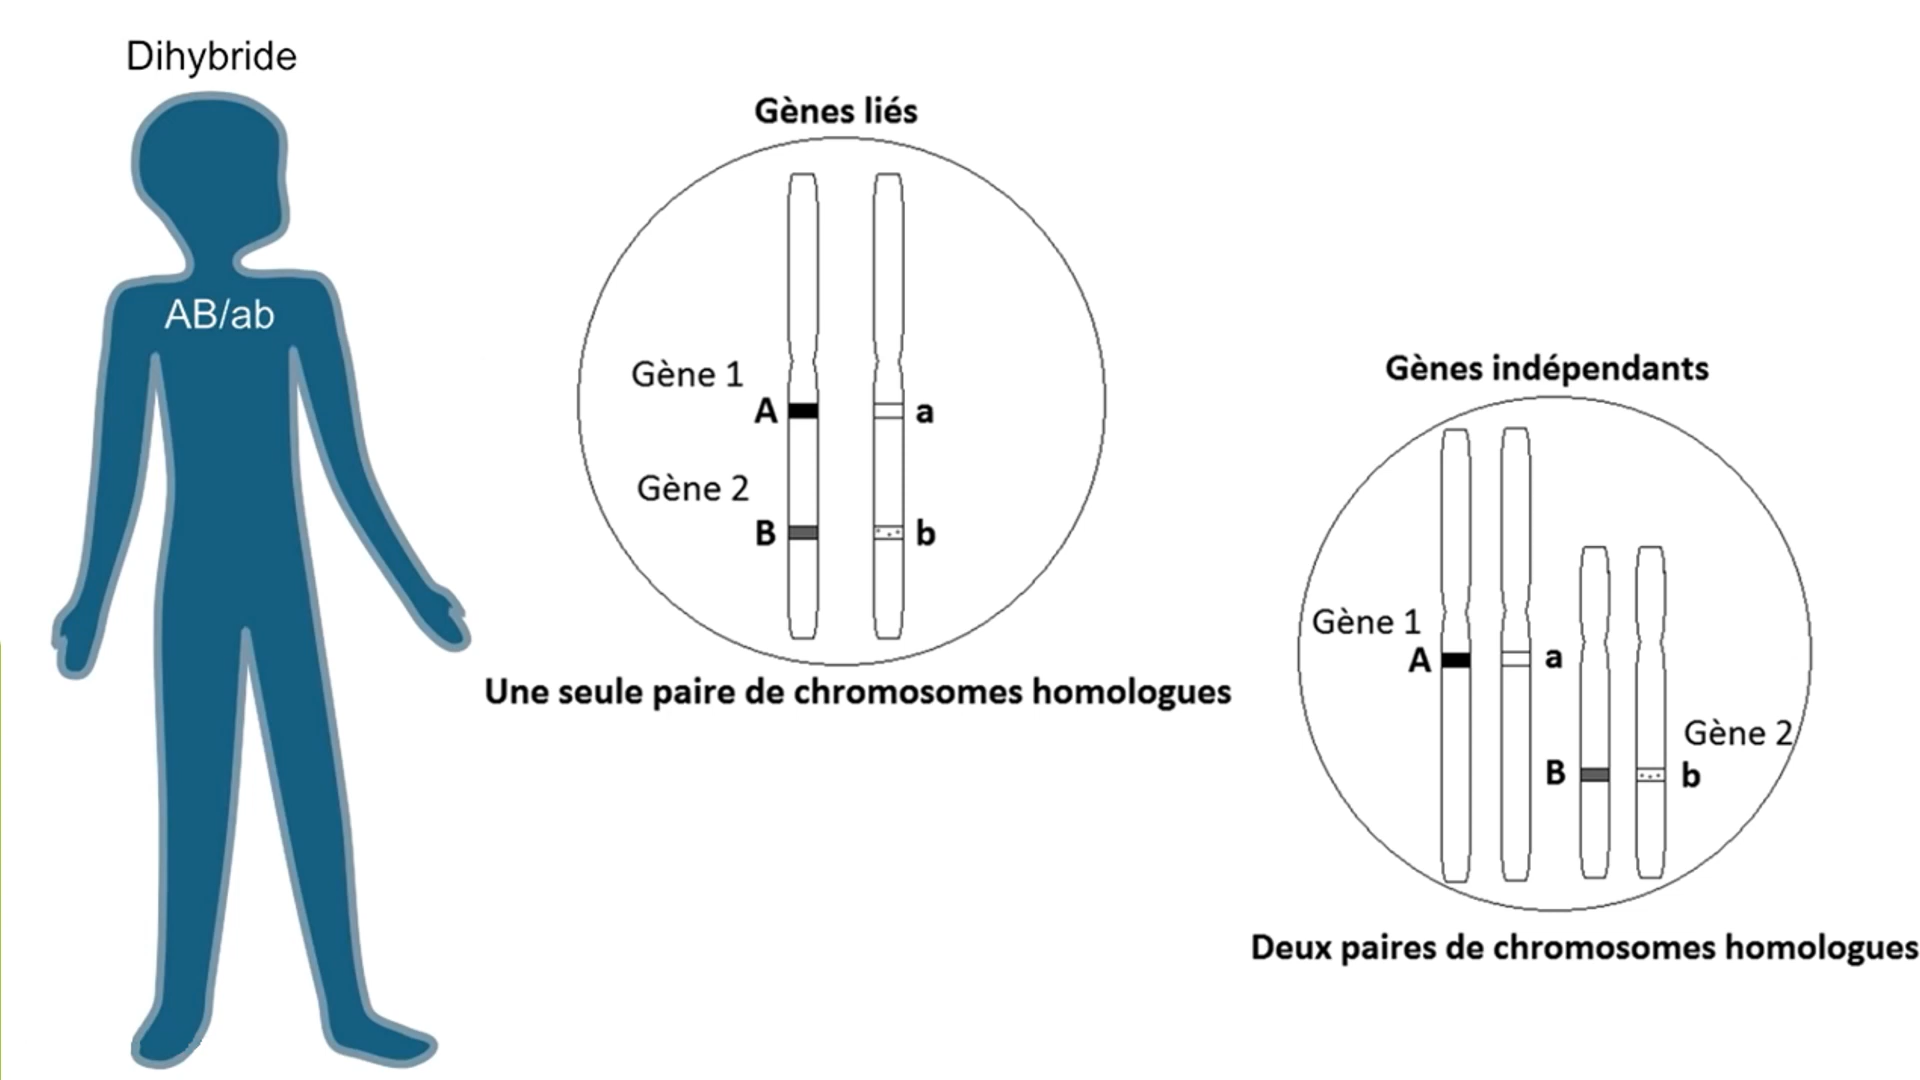 Dihybride
AB/ab
Gènes liés
Gène 1
A
a
Gène 2
B
b
Une seule paire de chromosomes homologues
Gènes indépendants
Gène 1
A
a
Gène 2
B
b
Deux paires de chromosomes homologues